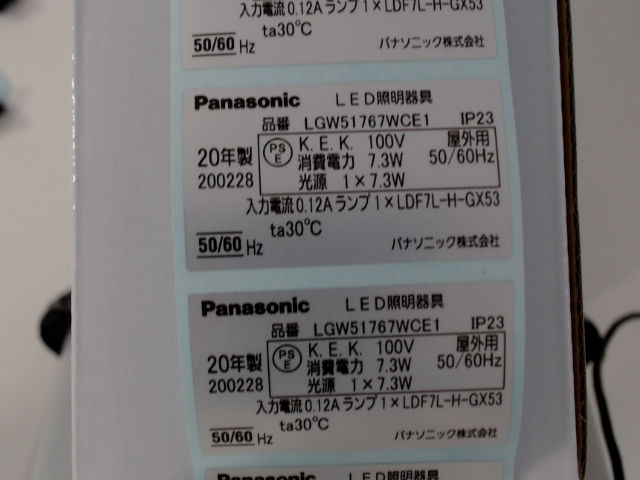 入力電流0.12A ランプ1×LDF7L-H-GX53
ta30℃
50/60 Hz パナソニック株式会社
Panasonic LED照明器具
品番 LGW51767WCE1 IP23
20年製 PSE K.E.K. 100V 屋外用
消費電力 7.3W 50/60Hz
200228 光源 1×7.3W
入力電流0.12A ランプ1×LDF7L-H-GX53
ta30℃
50/60 Hz パナソニック株式会社
Panasonic LED照明器具
品番 LGW51767WCE1 IP23
20年製 PSE K.E.K. 100V 屋外用
消費電力 7.3W 50/60Hz
200228 光源 1×7.3W
入力電流0.12A ランプ1×LDF7L-H-GX53
ta30℃
50/60 Hz パナソニック株式会社
Panasonic LED照明器具